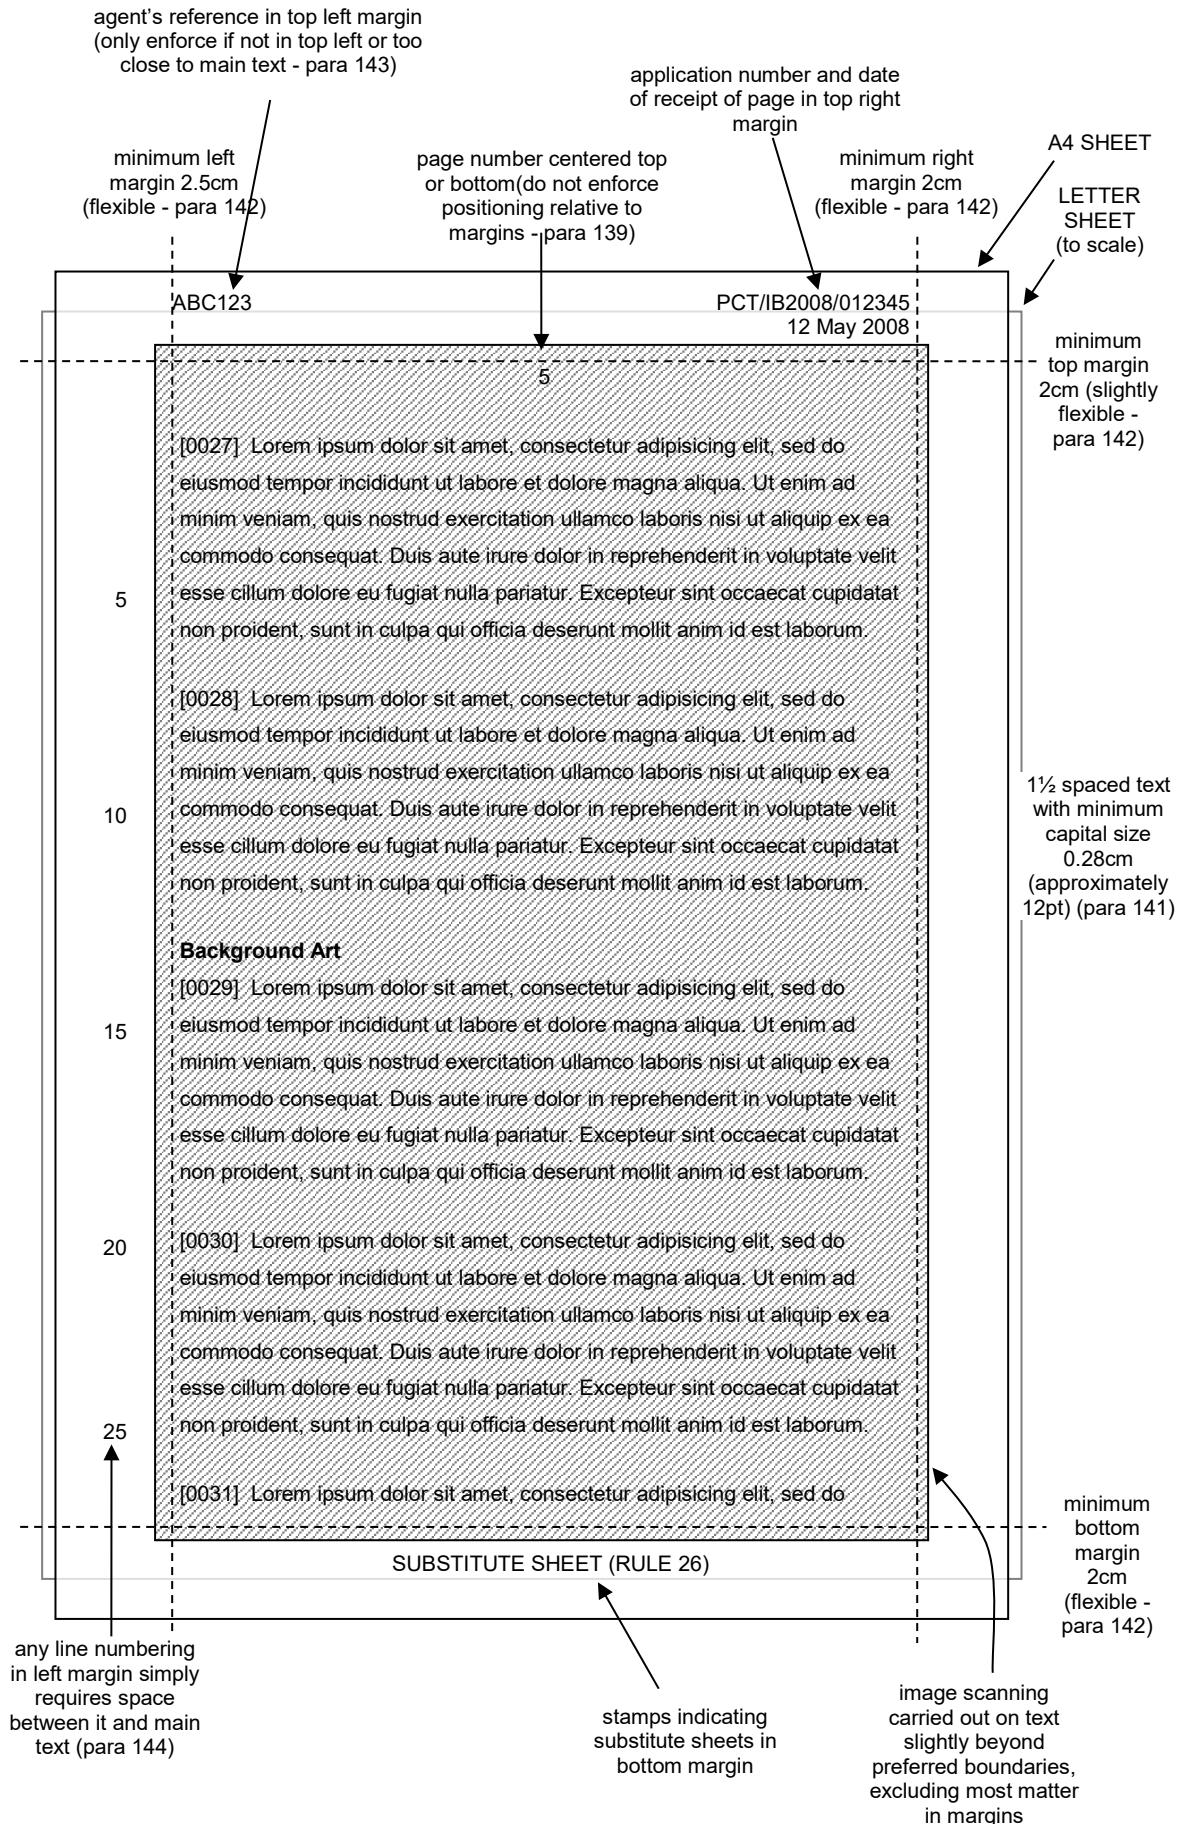 agent’s reference in top left margin
(only enforce if not in top left or too
close to main text - para 143)
application number and date
of receipt of page in top right
margin
minimum left
margin 2.5cm
(flexible - para 142)
page number centered top
or bottom(do not enforce
positioning relative to
margins - para 139)
minimum right
margin 2cm
(flexible - para 142)
A4 SHEET
LETTER
SHEET
(to scale)
ABC123
PCT/IB2008/012345
12 May 2008
minimum
top margin
2cm (slightly
flexible -
para 142)
5
[0027] Lorem ipsum dolor sit amet, consectetur adipisicing elit, sed do
eiusmod tempor incididunt ut labore et dolore magna aliqua. Ut enim ad
minim veniam, quis nostrud exercitation ullamco laboris nisi ut aliquip ex ea
commodo consequat. Duis aute irure dolor in reprehenderit in voluptate velit
5 esse cillum dolore eu fugiat nulla pariatur. Excepteur sint occaecat cupidatat
non proident, sunt in culpa qui officia deserunt mollit anim id est laborum.
[0028] Lorem ipsum dolor sit amet, consectetur adipisicing elit, sed do
eiusmod tempor incididunt ut labore et dolore magna aliqua. Ut enim ad
minim veniam, quis nostrud exercitation ullamco laboris nisi ut aliquip ex ea
10 commodo consequat. Duis aute irure dolor in reprehenderit in voluptate velit
esse cillum dolore eu fugiat nulla pariatur. Excepteur sint occaecat cupidatat
non proident, sunt in culpa qui officia deserunt mollit anim id est laborum.
1½ spaced text
with minimum
capital size
0.28cm
(approximately
12pt) (para 141)
Background Art
[0029] Lorem ipsum dolor sit amet, consectetur adipisicing elit, sed do
15 eiusmod tempor incididunt ut labore et dolore magna aliqua. Ut enim ad
minim veniam, quis nostrud exercitation ullamco laboris nisi ut aliquip ex ea
commodo consequat. Duis aute irure dolor in reprehenderit in voluptate velit
esse cillum dolore eu fugiat nulla pariatur. Excepteur sint occaecat cupidatat
non proident, sunt in culpa qui officia deserunt mollit anim id est laborum.
20 [0030] Lorem ipsum dolor sit amet, consectetur adipisicing elit, sed do
eiusmod tempor incididunt ut labore et dolore magna aliqua. Ut enim ad
minim veniam, quis nostrud exercitation ullamco laboris nisi ut aliquip ex ea
commodo consequat. Duis aute irure dolor in reprehenderit in voluptate velit
esse cillum dolore eu fugiat nulla pariatur. Excepteur sint occaecat cupidatat
25 non proident, sunt in culpa qui officia deserunt mollit anim id est laborum.
[0031] Lorem ipsum dolor sit amet, consectetur adipisicing elit, sed do
minimum
bottom
margin
2cm
(flexible -
para 142)
SUBSTITUTE SHEET (RULE 26)
any line numbering
in left margin simply
requires space
between it and main
text (para 144)
stamps indicating
substitute sheets in
bottom margin
image scanning
carried out on text
slightly beyond
preferred boundaries,
excluding most matter
in margins